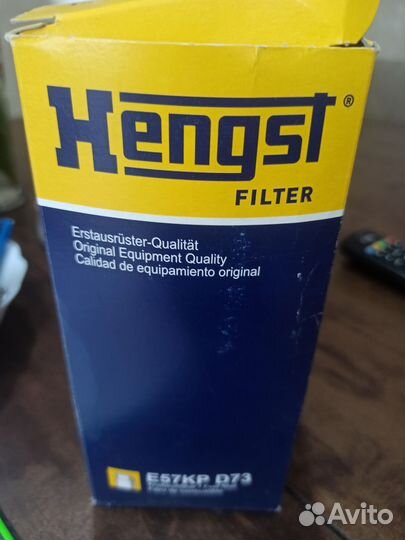 Hengst®
FILTER
Erstausrüster-Qualität
Original Equipment Quality
Calidad de equipamiento original
E57KP D73
Avito